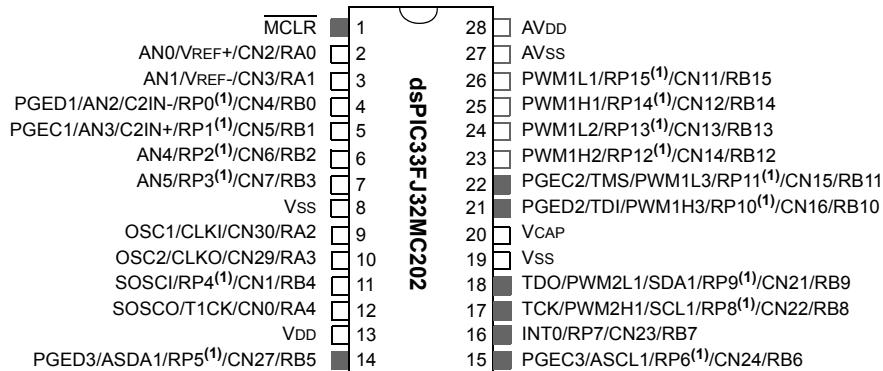 MCLR 1 28 AVDD
AN0/VREF+/CN2/RA0 2 27 AVSS
AN1/VREF-/CN3/RA1 3 26 PWM1L1/RP15(1)/CN11/RB15
PGED1/AN2/C2IN-/RP0(1)/CN4/RB0 4 25 PWM1H1/RP14(1)/CN12/RB14
PGEC1/AN3/C2IN+/RP1(1)/CN5/RB1 5 24 PWM1L2/RP13(1)/CN13/RB13
AN4/RP2(1)/CN6/RB2 6 23 PWM1H2/RP12(1)/CN14/RB12
AN5/RP3(1)/CN7/RB3 7 22 PGEC2/TMS/PWM1L3/RP11(1)/CN15/RB11
VSS 8 21 PGED2/TDI/PWM1H3/RP10(1)/CN16/RB10
OSC1/CLKI/CN30/RA2 9 20 VCAP
OSC2/CLKO/CN29/RA3 10 19 VSS
SOSCI/RP4(1)/CN1/RB4 11 18 TDO/PWM2L1/SDA1/RP9(1)/CN21/RB9
SOSCO/T1CK/CN0/RA4 12 17 TCK/PWM2H1/SCL1/RP8(1)/CN22/RB8
VDD 13 16 INT0/RP7/CN23/RB7
PGED3/ASDA1/RP5(1)/CN27/RB5 14 15 PGEC3/ASCL1/RP6(1)/CN24/RB6
dsPIC33FJ32MC202